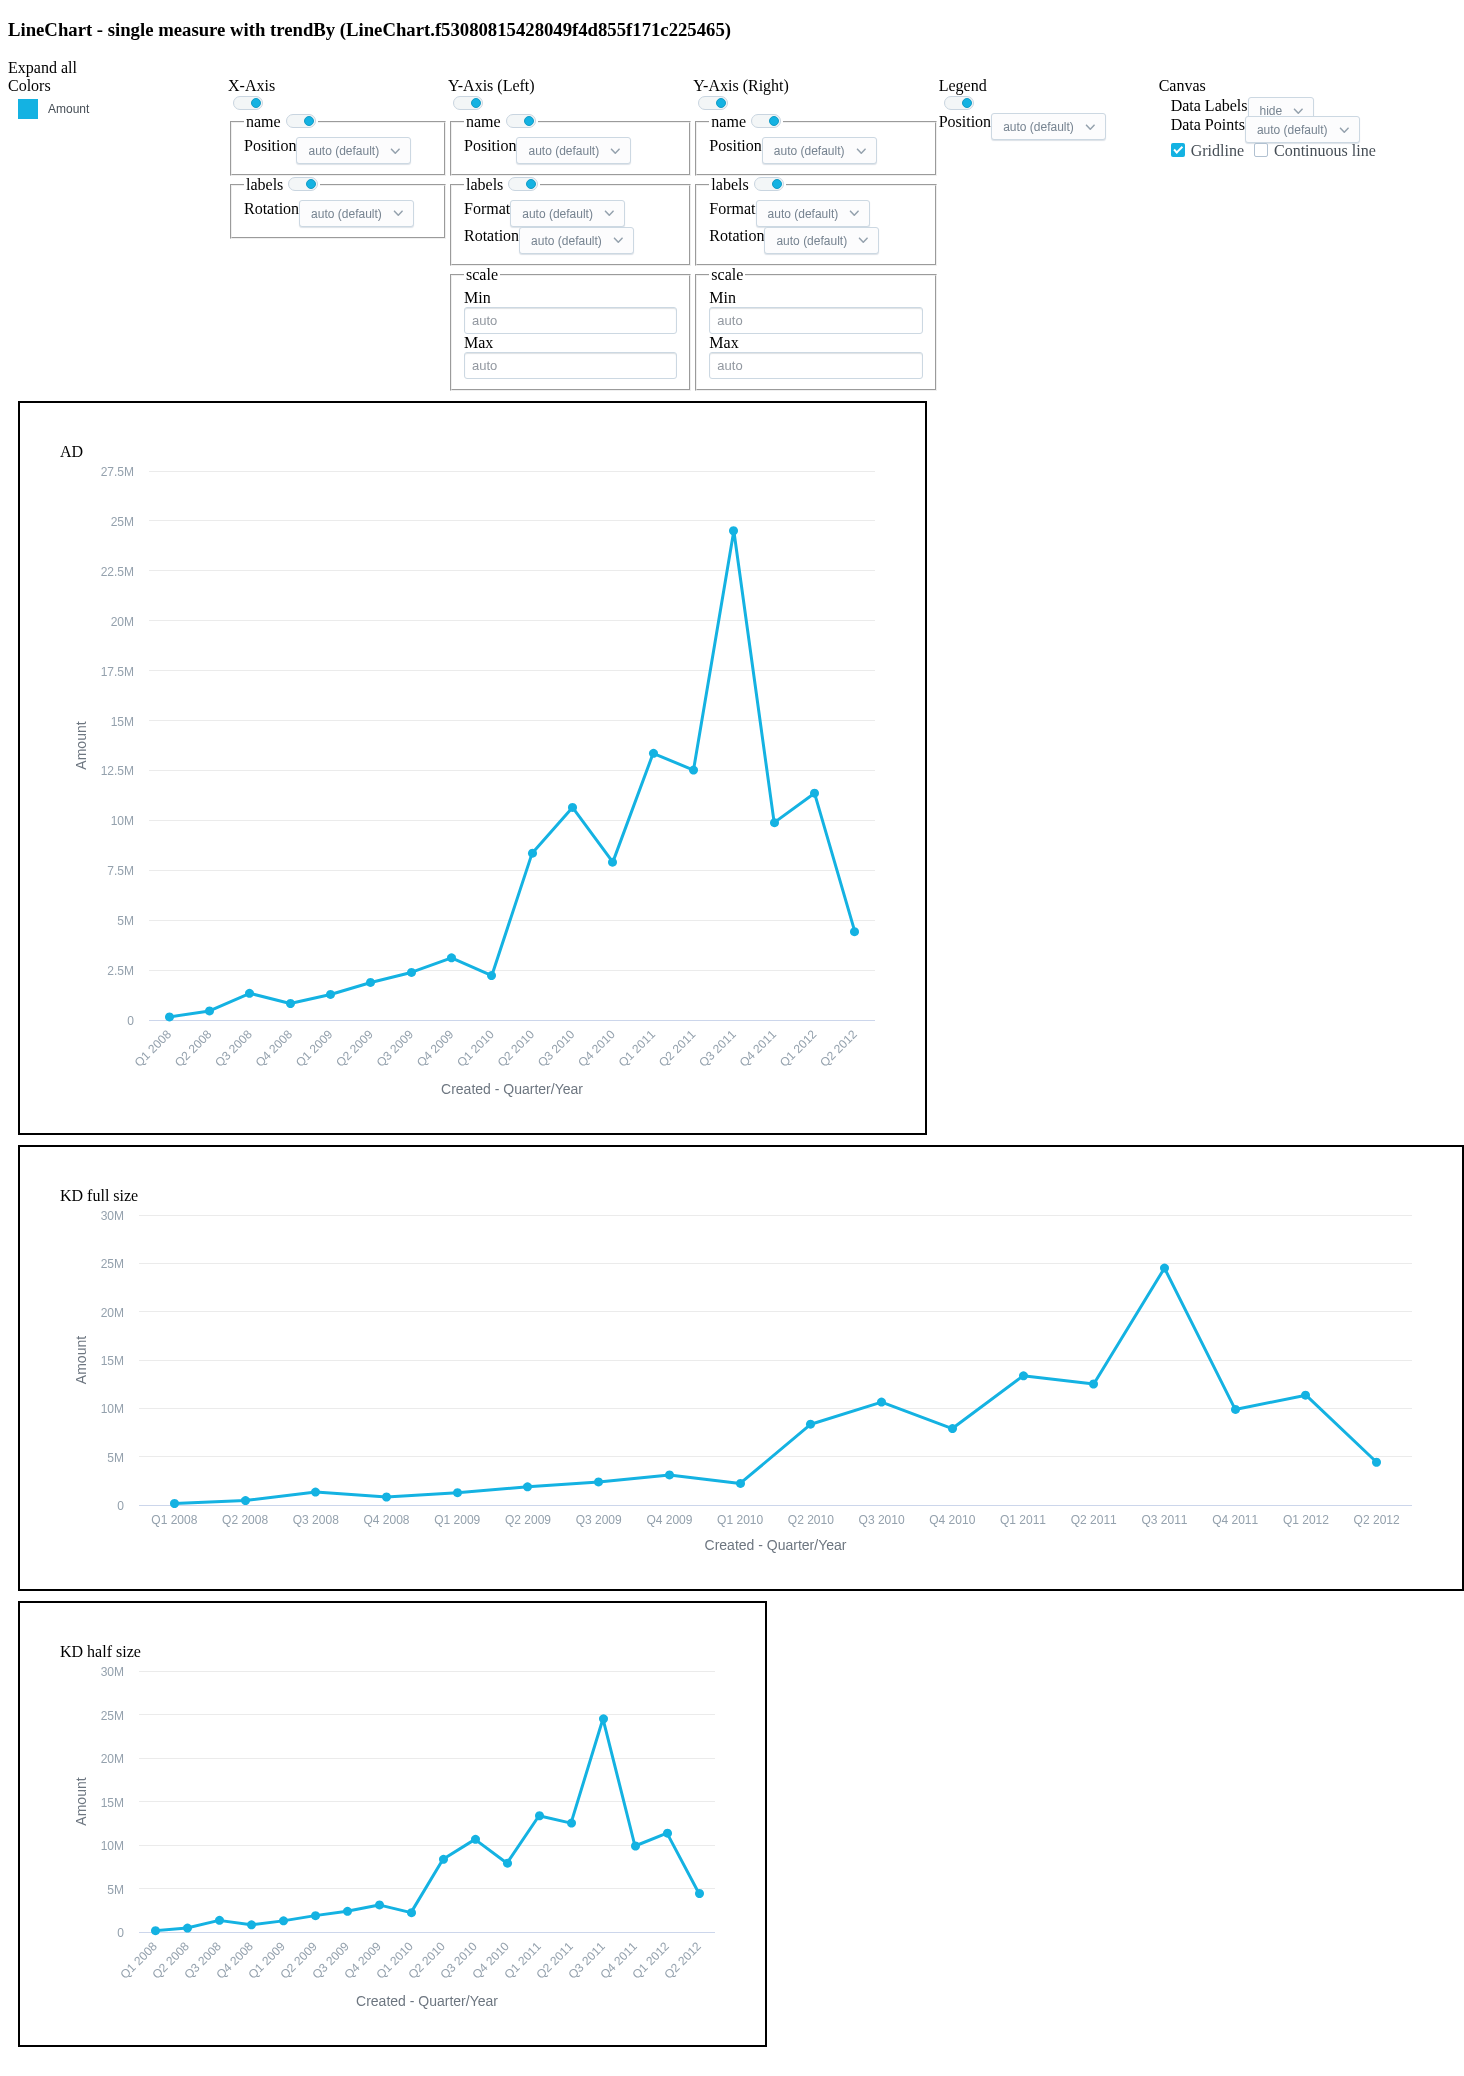 LineChart - single measure with trendBy (LineChart.f53080815428049f4d855f171c225465)
Expand all
Colors
Amount
X-Axis
name
Position auto (default)
labels
Rotation auto (default)
Y-Axis (Left)
name
Position auto (default)
labels
Format auto (default)
Rotation auto (default)
scale
Min
auto
Max
auto
Y-Axis (Right)
name
Position auto (default)
labels
Format auto (default)
Rotation auto (default)
scale
Min
auto
Max
auto
Legend
Position auto (default)
Canvas
Data Labels hide
Data Points auto (default)
Gridline Continuous line
AD
27.5M
25M
22.5M
20M
17.5M
15M
12.5M
10M
7.5M
5M
2.5M
0
Amount
Q1 2008 Q2 2008 Q3 2008 Q4 2008 Q1 2009 Q2 2009 Q3 2009 Q4 2009 Q1 2010 Q2 2010 Q3 2010 Q4 2010 Q1 2011 Q2 2011 Q3 2011 Q4 2011 Q1 2012 Q2 2012
Created - Quarter/Year
KD full size
30M
25M
20M
15M
10M
5M
0
Amount
Q1 2008 Q2 2008 Q3 2008 Q4 2008 Q1 2009 Q2 2009 Q3 2009 Q4 2009 Q1 2010 Q2 2010 Q3 2010 Q4 2010 Q1 2011 Q2 2011 Q3 2011 Q4 2011 Q1 2012 Q2 2012
Created - Quarter/Year
KD half size
30M
25M
20M
15M
10M
5M
0
Amount
Q1 2008 Q2 2008 Q3 2008 Q4 2008 Q1 2009 Q2 2009 Q3 2009 Q4 2009 Q1 2010 Q2 2010 Q3 2010 Q4 2010 Q1 2011 Q2 2011 Q3 2011 Q4 2011 Q1 2012 Q2 2012
Created - Quarter/Year